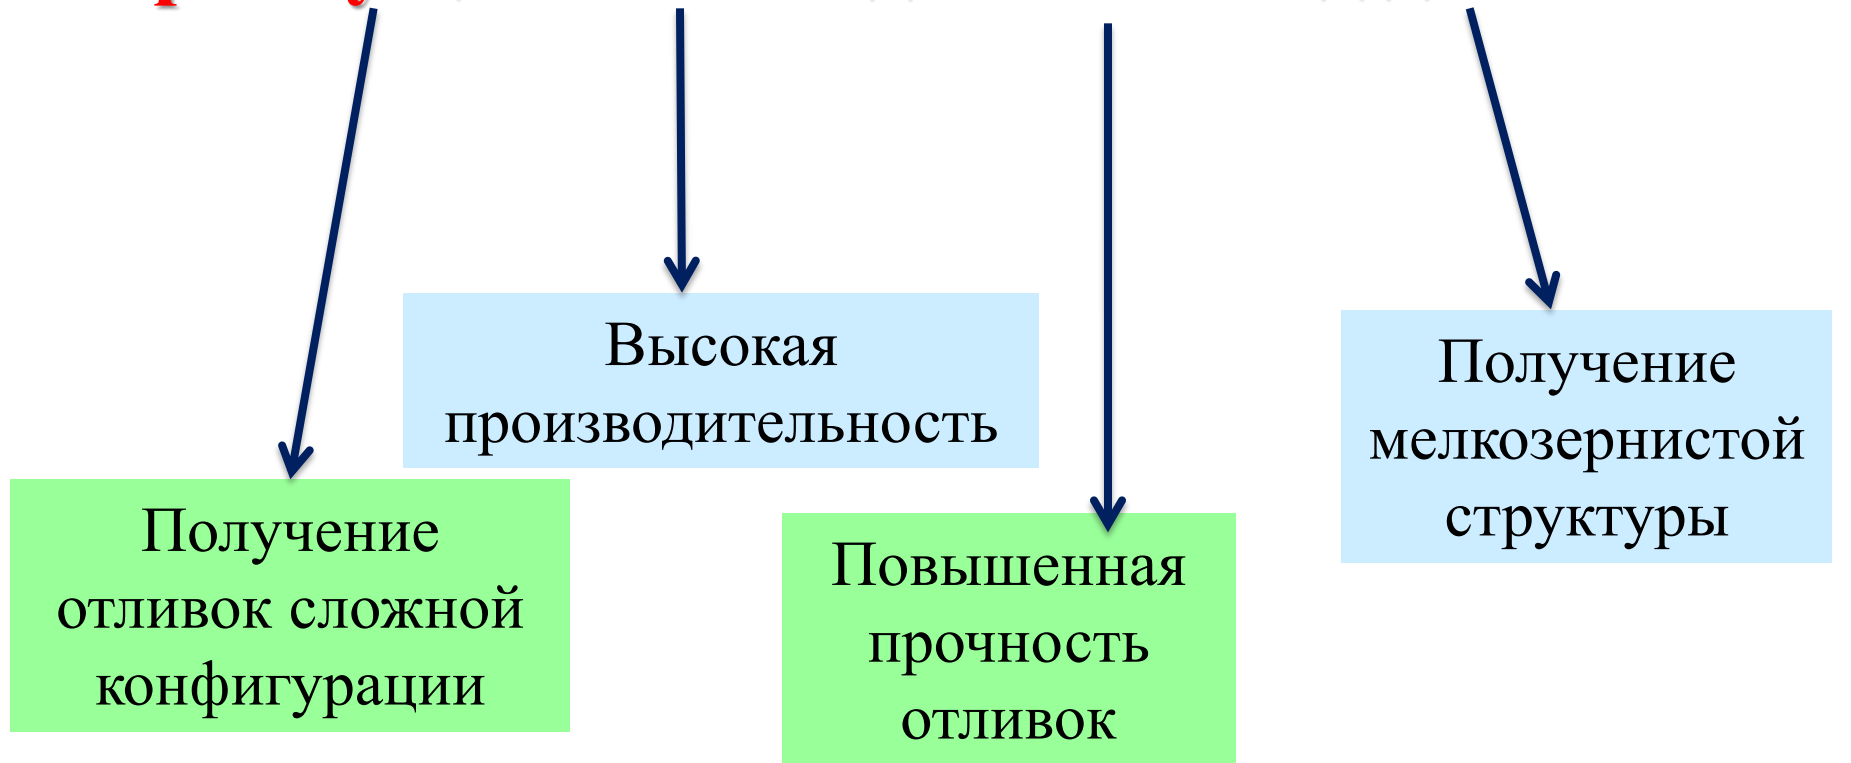 Высокая
производительность
Получение
мелкозернистой
структуры
Получение
отливок сложной
конфигурации
Повышенная
прочность
отливок